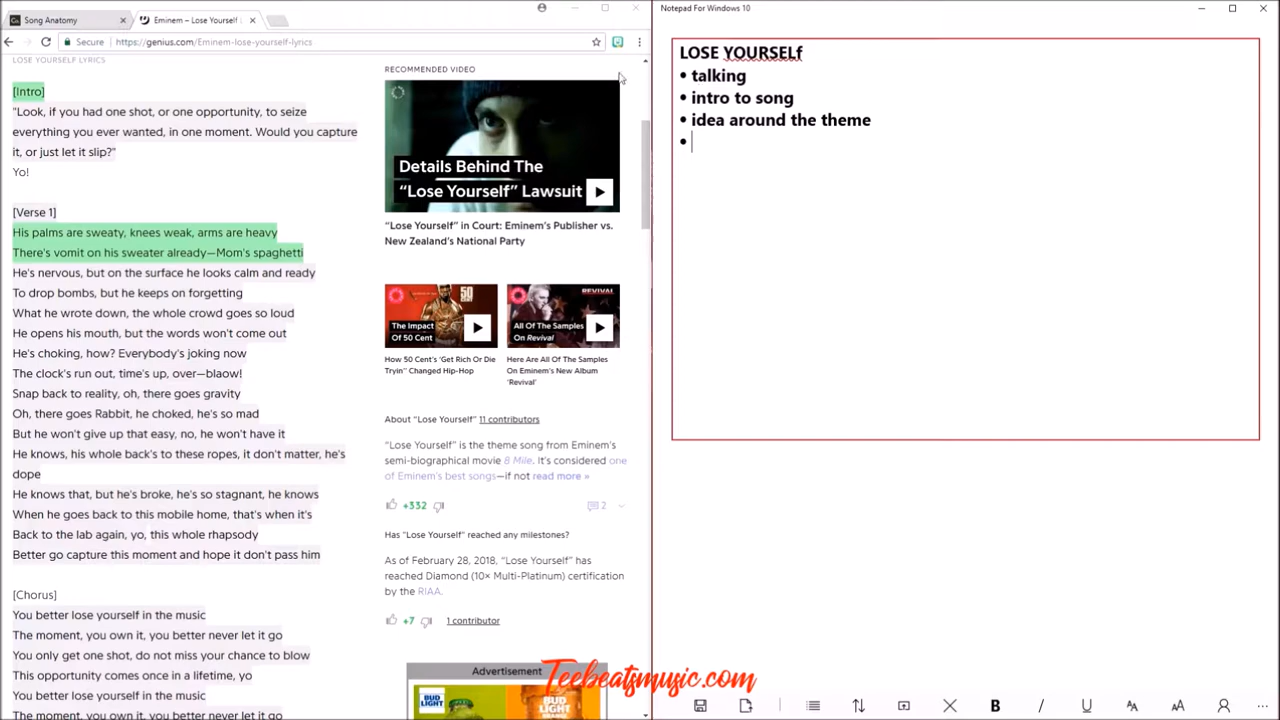 Song Anatomy
Eminem – Lose Yourself L
Secure
https://genius.com/Eminem-lose-yourself-lyrics
LOSE YOURSELF LYRICS
[Intro]
"Look, if you had one shot, or one opportunity, to seize
everything you ever wanted, in one moment. Would you capture
it, or just let it slip?"
Yo!
[Verse 1]
His palms are sweaty, knees weak, arms are heavy
There's vomit on his sweater already—Mom's spaghetti
He's nervous, but on the surface he looks calm and ready
To drop bombs, but he keeps on forgetting
What he wrote down, the whole crowd goes so loud
He opens his mouth, but the words won't come out
He's choking, how? Everybody's joking now
The clock's run out, time's up, over—blaow!
Snap back to reality, oh, there goes gravity
Oh, there goes Rabbit, he choked, he's so mad
But he won't give up that easy, no, he won't have it
He knows, his whole back's to these ropes, it don't matter, he's
dope
He knows that, but he's broke, he's so stagnant, he knows
When he goes back to this mobile home, that's when it's
Back to the lab again, yo, this whole rhapsody
Better go capture this moment and hope it don't pass him
[Chorus]
You better lose yourself in the music
The moment, you own it, you better never let it go
You only get one shot, do not miss your chance to blow
This opportunity comes once in a lifetime, yo
You better lose yourself in the music
The moment, you own it, you better never let it go
RECOMMENDED VIDEO
Details Behind The
"Lose Yourself" Lawsuit
"Lose Yourself" in Court: Eminem's Publisher vs.
New Zealand's National Party
50
CENT
The Impact
Of 50 Cent
REVIVAL
All Of The Samples
On Revival
How 50 Cent's 'Get Rich Or Die
Tryin'' Changed Hip-Hop
Here Are All Of The Samples
On Eminem's New Album
'Revival'
About "Lose Yourself" 11 contributors
"Lose Yourself" is the theme song from Eminem's
semi-biographical movie 8 Mile. It's considered one
of Eminem's best songs—if not read more »
+332
2
Has "Lose Yourself" reached any milestones?
As of February 28, 2018, "Lose Yourself" has
reached Diamond (10× Multi-Platinum) certification
by the RIAA.
+7
1 contributor
Advertisement
BUD
LIGHT
BUD
LIGHT
Notepad For Windows 10
LOSE YOURSELf
• talking
• intro to song
• idea around the theme
•
Teebeatsmusic.com
B
I
U